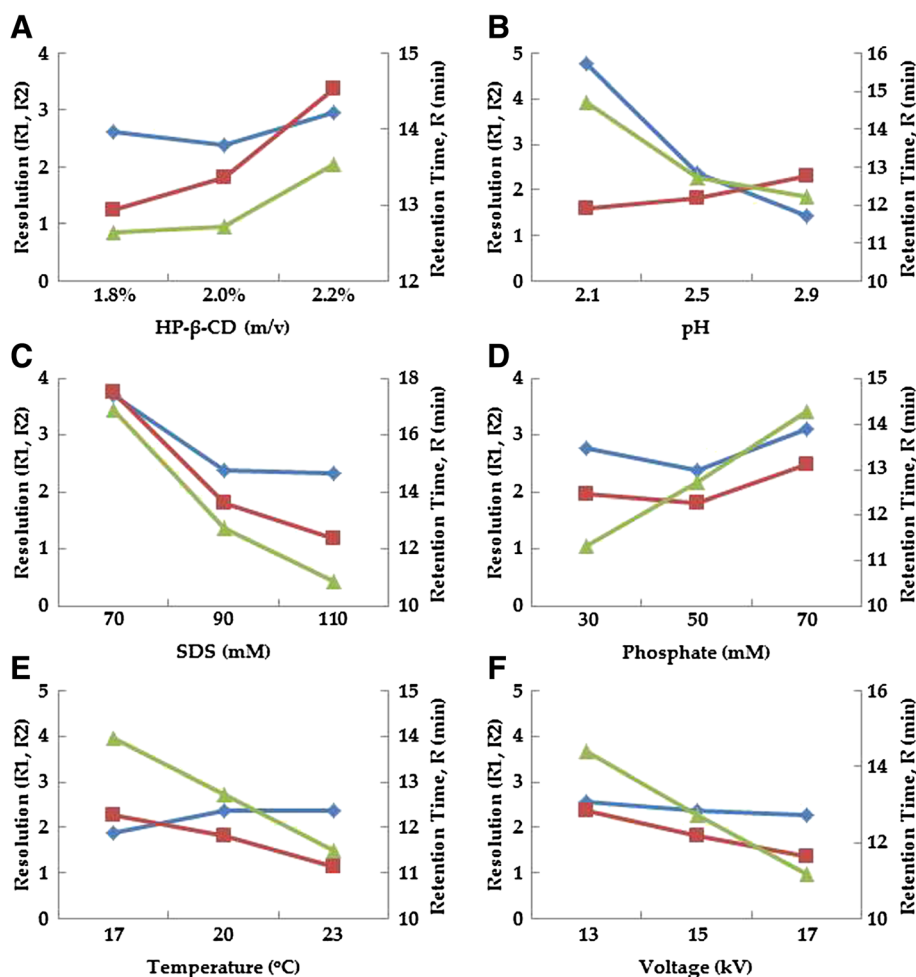 A
Resolution (R1, R2)
4
3
2
1
0
15
14
13
12
Retention Time, R (min)
1.8% 2.0% 2.2%
HP-β-CD (m/v)
B
Resolution (R1, R2)
5
4
3
2
1
0
16
15
14
13
12
11
10
Retention Time, R (min)
2.1 2.5 2.9
pH
C
Resolution (R1, R2)
4
3
2
1
0
18
16
14
12
10
Retention Time, R (min)
70 90 110
SDS (mM)
D
Resolution (R1, R2)
4
3
2
1
0
15
14
13
12
11
10
Retention Time, R (min)
30 50 70
Phosphate (mM)
E
Resolution (R1, R2)
5
4
3
2
1
0
15
14
13
12
11
10
Retention Time, R (min)
17 20 23
Temperature (°C)
F
Resolution (R1, R2)
5
4
3
2
1
0
16
14
12
10
Retention Time, R (min)
13 15 17
Voltage (kV)